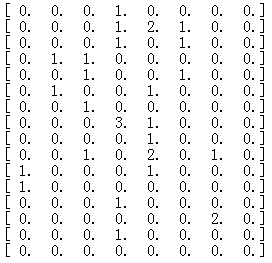 [ 0. 0. 0. 1. 0. 0. 0. 0.]
[ 0. 0. 0. 1. 2. 1. 0. 0.]
[ 0. 0. 0. 1. 0. 1. 0. 0.]
[ 0. 1. 1. 0. 0. 0. 0. 0.]
[ 0. 0. 1. 0. 0. 1. 0. 0.]
[ 0. 1. 0. 0. 1. 0. 0. 0.]
[ 0. 0. 1. 0. 0. 0. 0. 0.]
[ 0. 0. 0. 3. 1. 0. 0. 0.]
[ 0. 0. 0. 0. 1. 0. 0. 0.]
[ 0. 0. 1. 0. 2. 0. 1. 0.]
[ 1. 0. 0. 0. 1. 0. 0. 0.]
[ 1. 0. 0. 0. 0. 0. 0. 0.]
[ 0. 0. 0. 1. 0. 0. 0. 0.]
[ 0. 0. 0. 0. 0. 0. 2. 0.]
[ 0. 0. 0. 1. 0. 0. 0. 0.]
[ 0. 0. 0. 0. 0. 0. 0. 0.]